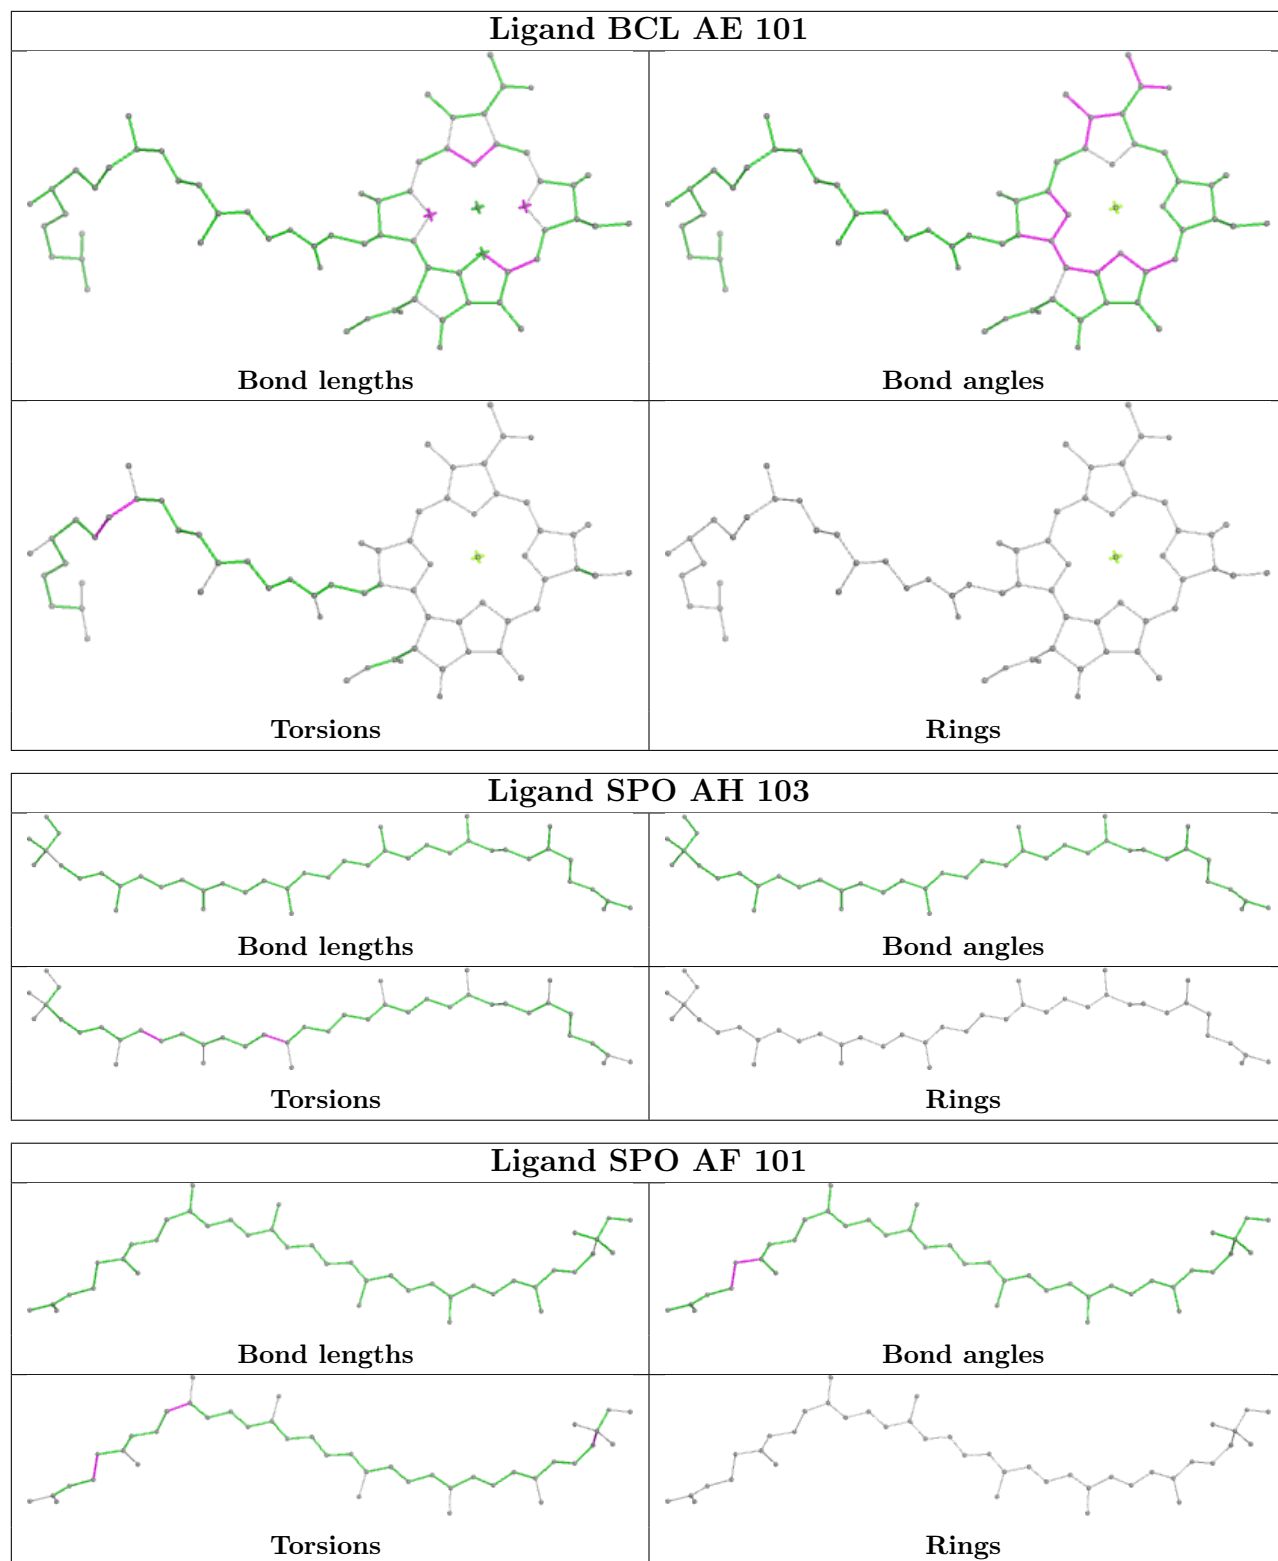 Ligand BCL AE 101
Bond lengths
Bond angles
Torsions
Rings
Ligand SPO AH 103
Bond lengths
Bond angles
Torsions
Rings
Ligand SPO AF 101
Bond lengths
Bond angles
Torsions
Rings